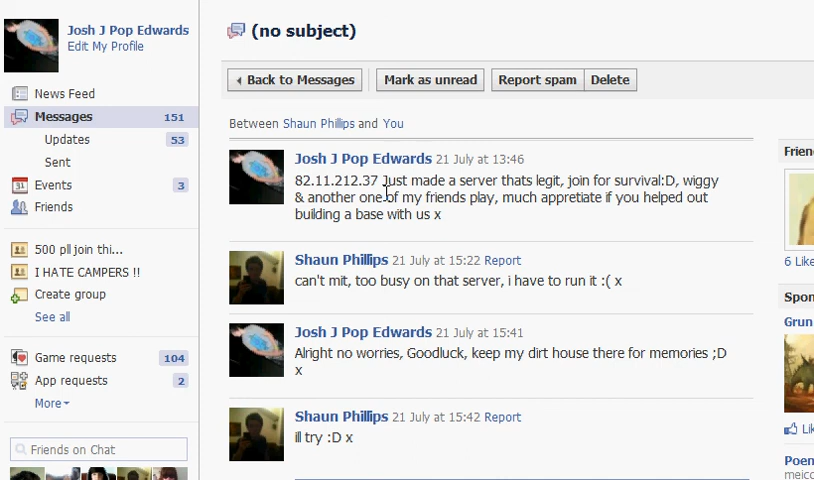 Josh J Pop Edwards
Edit My Profile
News Feed
Messages 151
Updates 53
Sent
Events 3
Friends
500 pll join thi...
I HATE CAMPERS !!
Create group
See all
Game requests 104
App requests 2
More
Friends on Chat
(no subject)
Back to Messages Mark as unread Report spam Delete
Between Shaun Phillips and You
Josh J Pop Edwards 21 July at 13:46
82.11.212.37 Just made a server thats legit, join for survival:D, wiggy
& another one of my friends play, much appretiate if you helped out
building a base with us x
Shaun Phillips 21 July at 15:22 Report
can't mit, too busy on that server, i have to run it :( x
Josh J Pop Edwards 21 July at 15:41
Alright no worries, Goodluck, keep my dirt house there for memories ;D
x
Shaun Phillips 21 July at 15:42 Report
ill try :D x
Frien
6 Like
Spon
Grun
Lik
Poen
meico